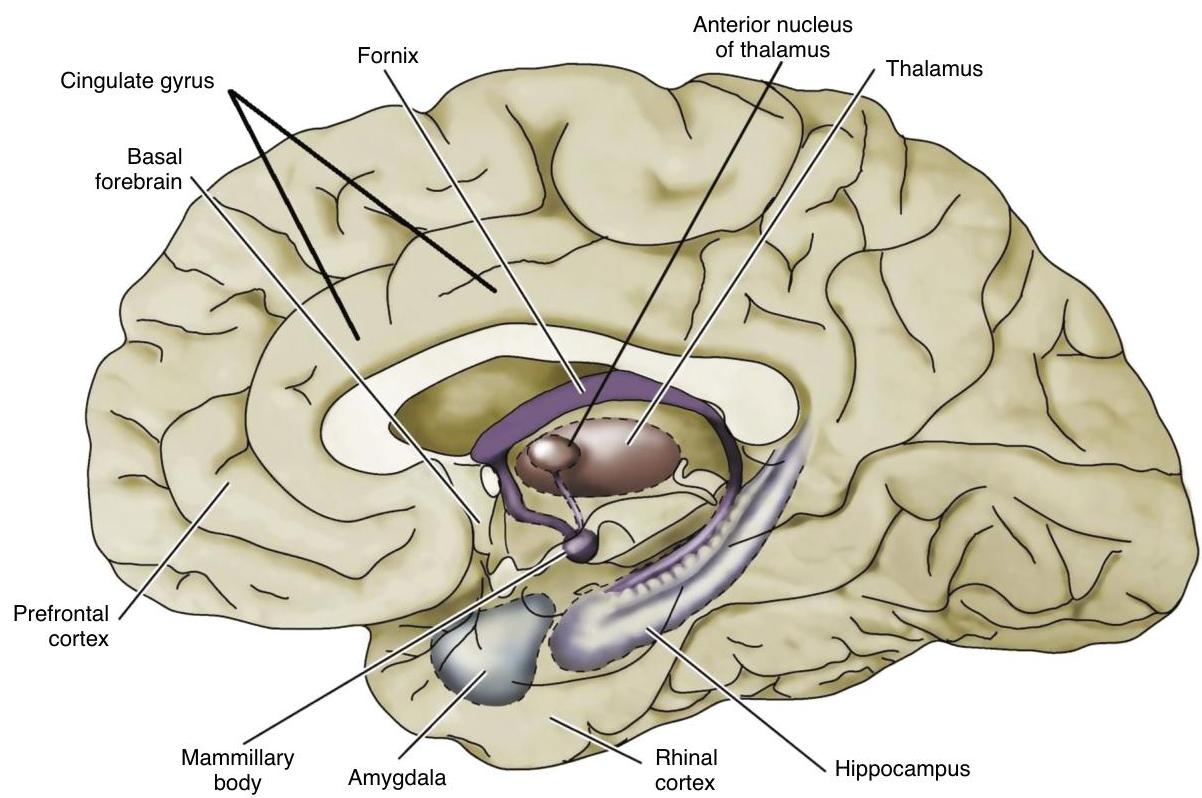 Anterior nucleus
of thalamus
Fornix
Thalamus
Cingulate gyrus
Basal
forebrain
Prefrontal
cortex
Mammillary
body
Amygdala
Rhinal
cortex
Hippocampus